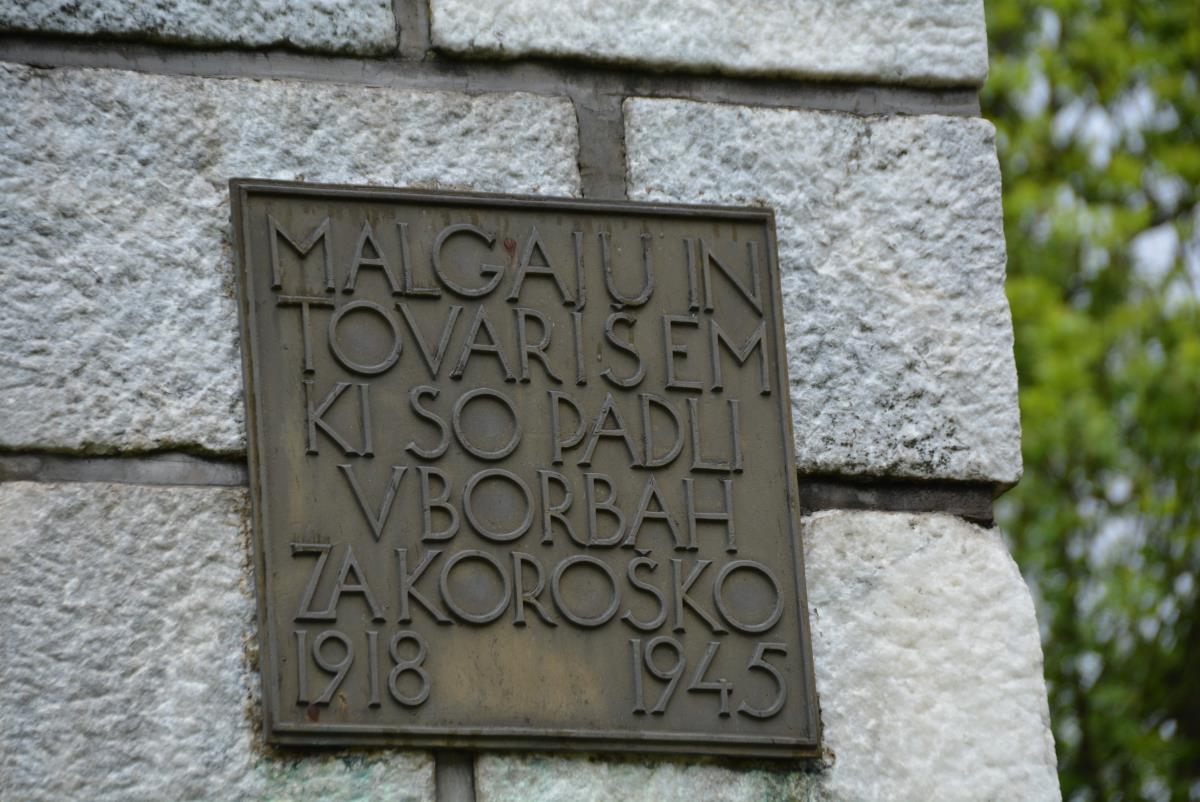 MALGAJU IN
TOVARIŠEM
KI SO PADLI
V BORBAH
ZA KOROŠKO
1918 1945